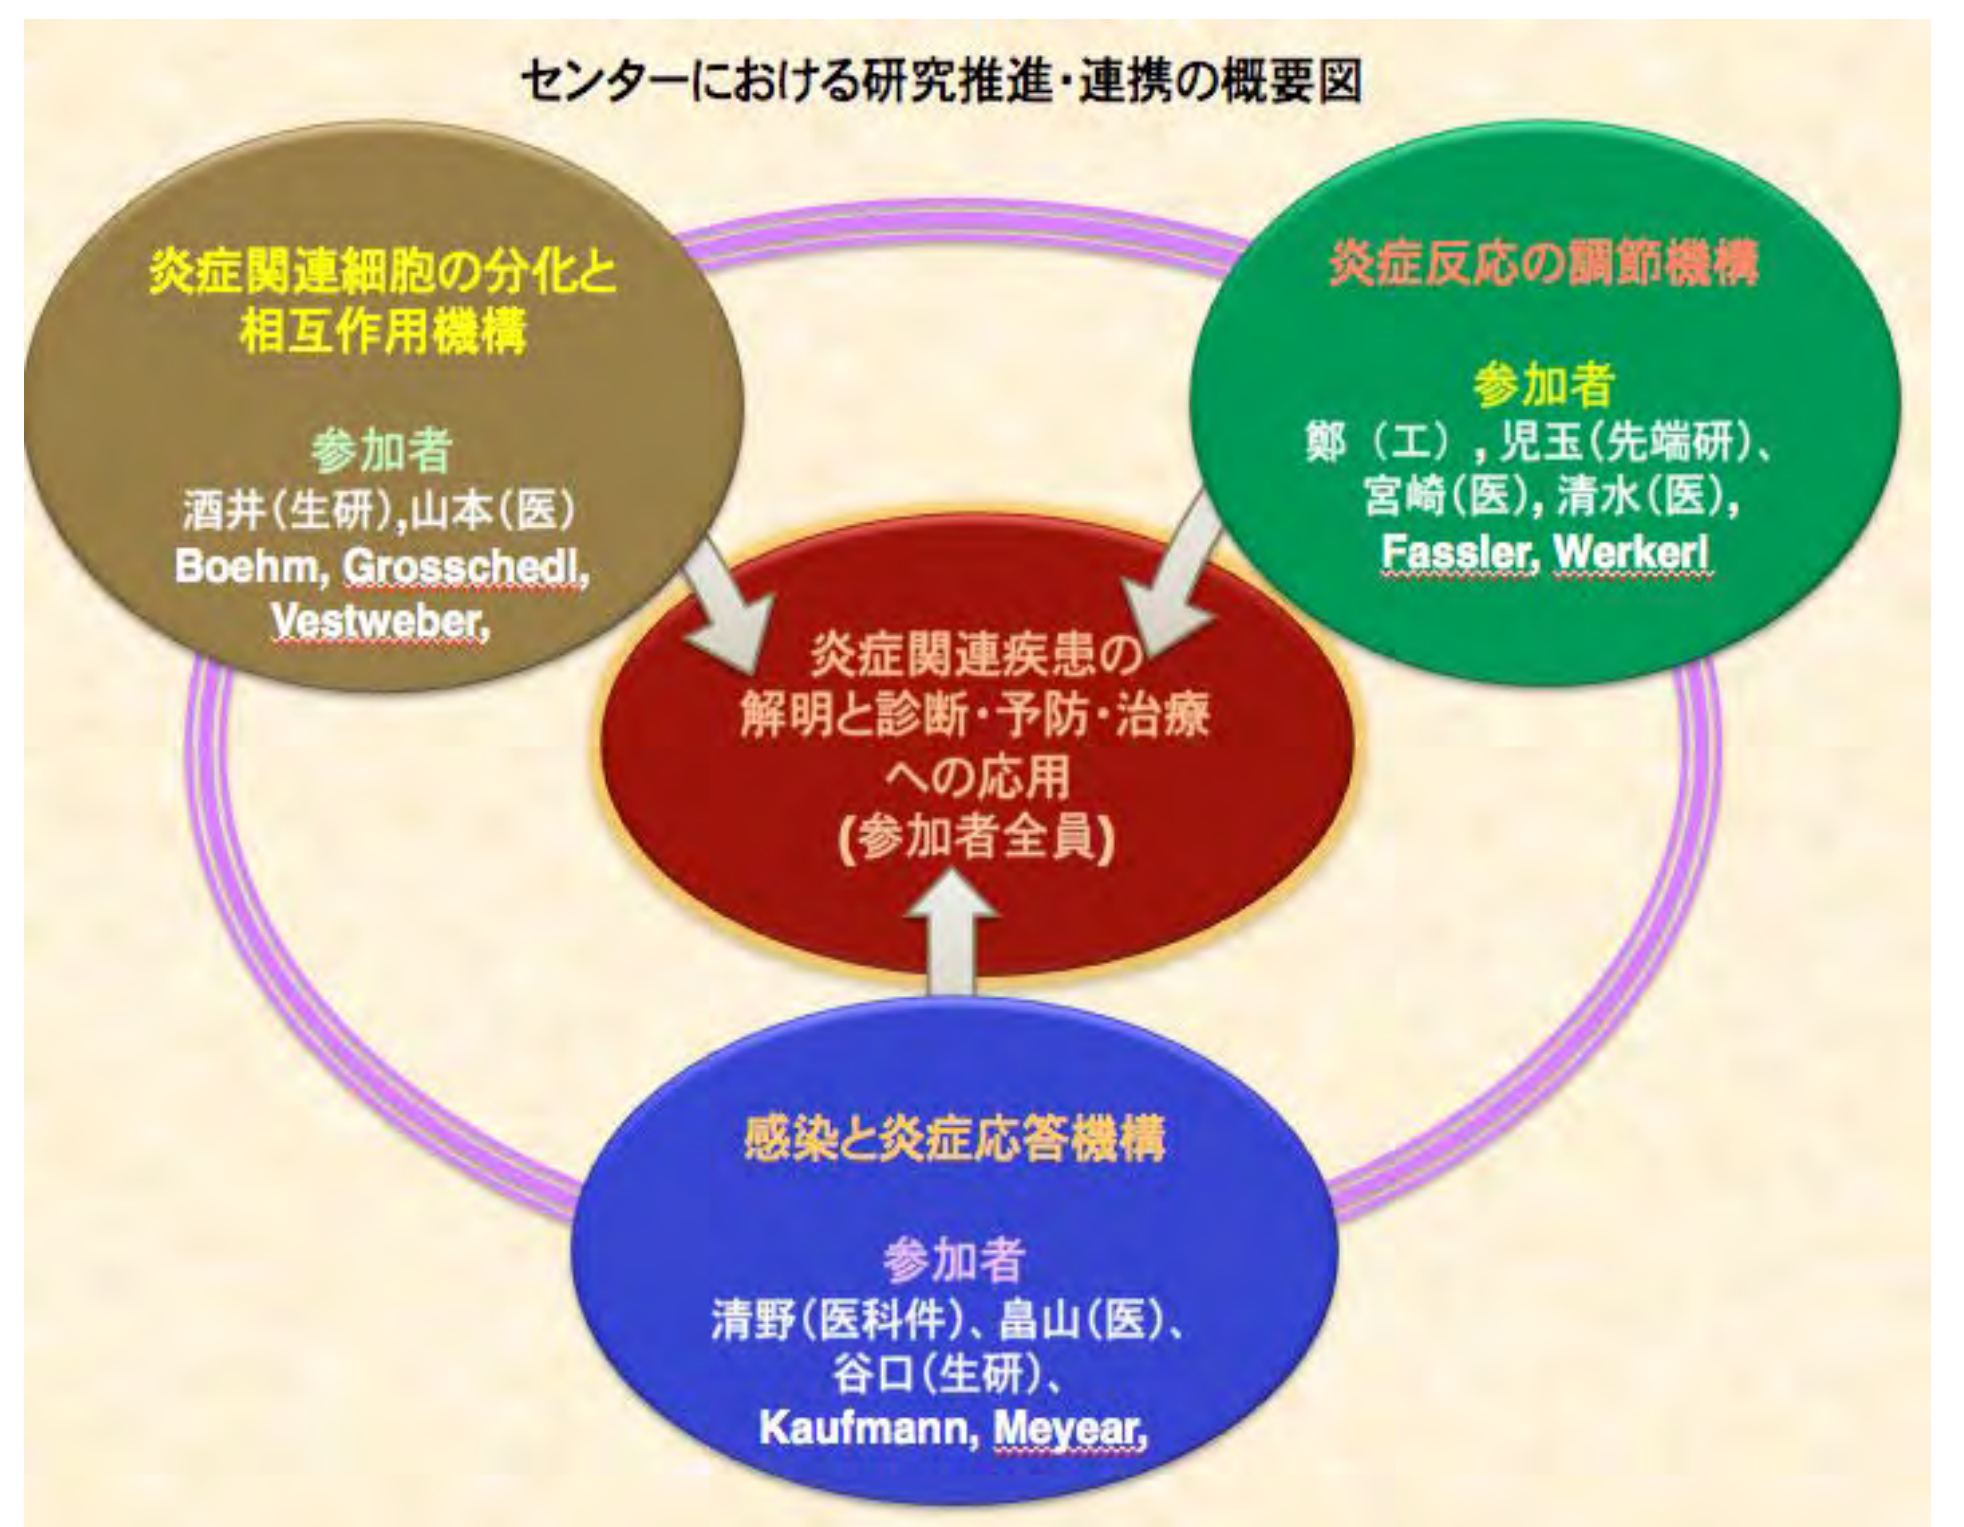 センターにおける研究推進・連携の概要図
炎症関連細胞の分化と
相互作用機構
参加者
酒井(生研),山本(医)
Boehm, Grosschedl,
Vestweber,
炎症反応の調節機構
参加者
鄭（工）, 児玉(先端研)、
宮崎(医), 清水(医),
Fassler, Werkerl
炎症関連疾患の
解明と診断・予防・治療
への応用
(参加者全員)
感染と炎症応答機構
参加者
清野(医科件)、畠山(医)、
谷口(生研)、
Kaufmann, Meyear,